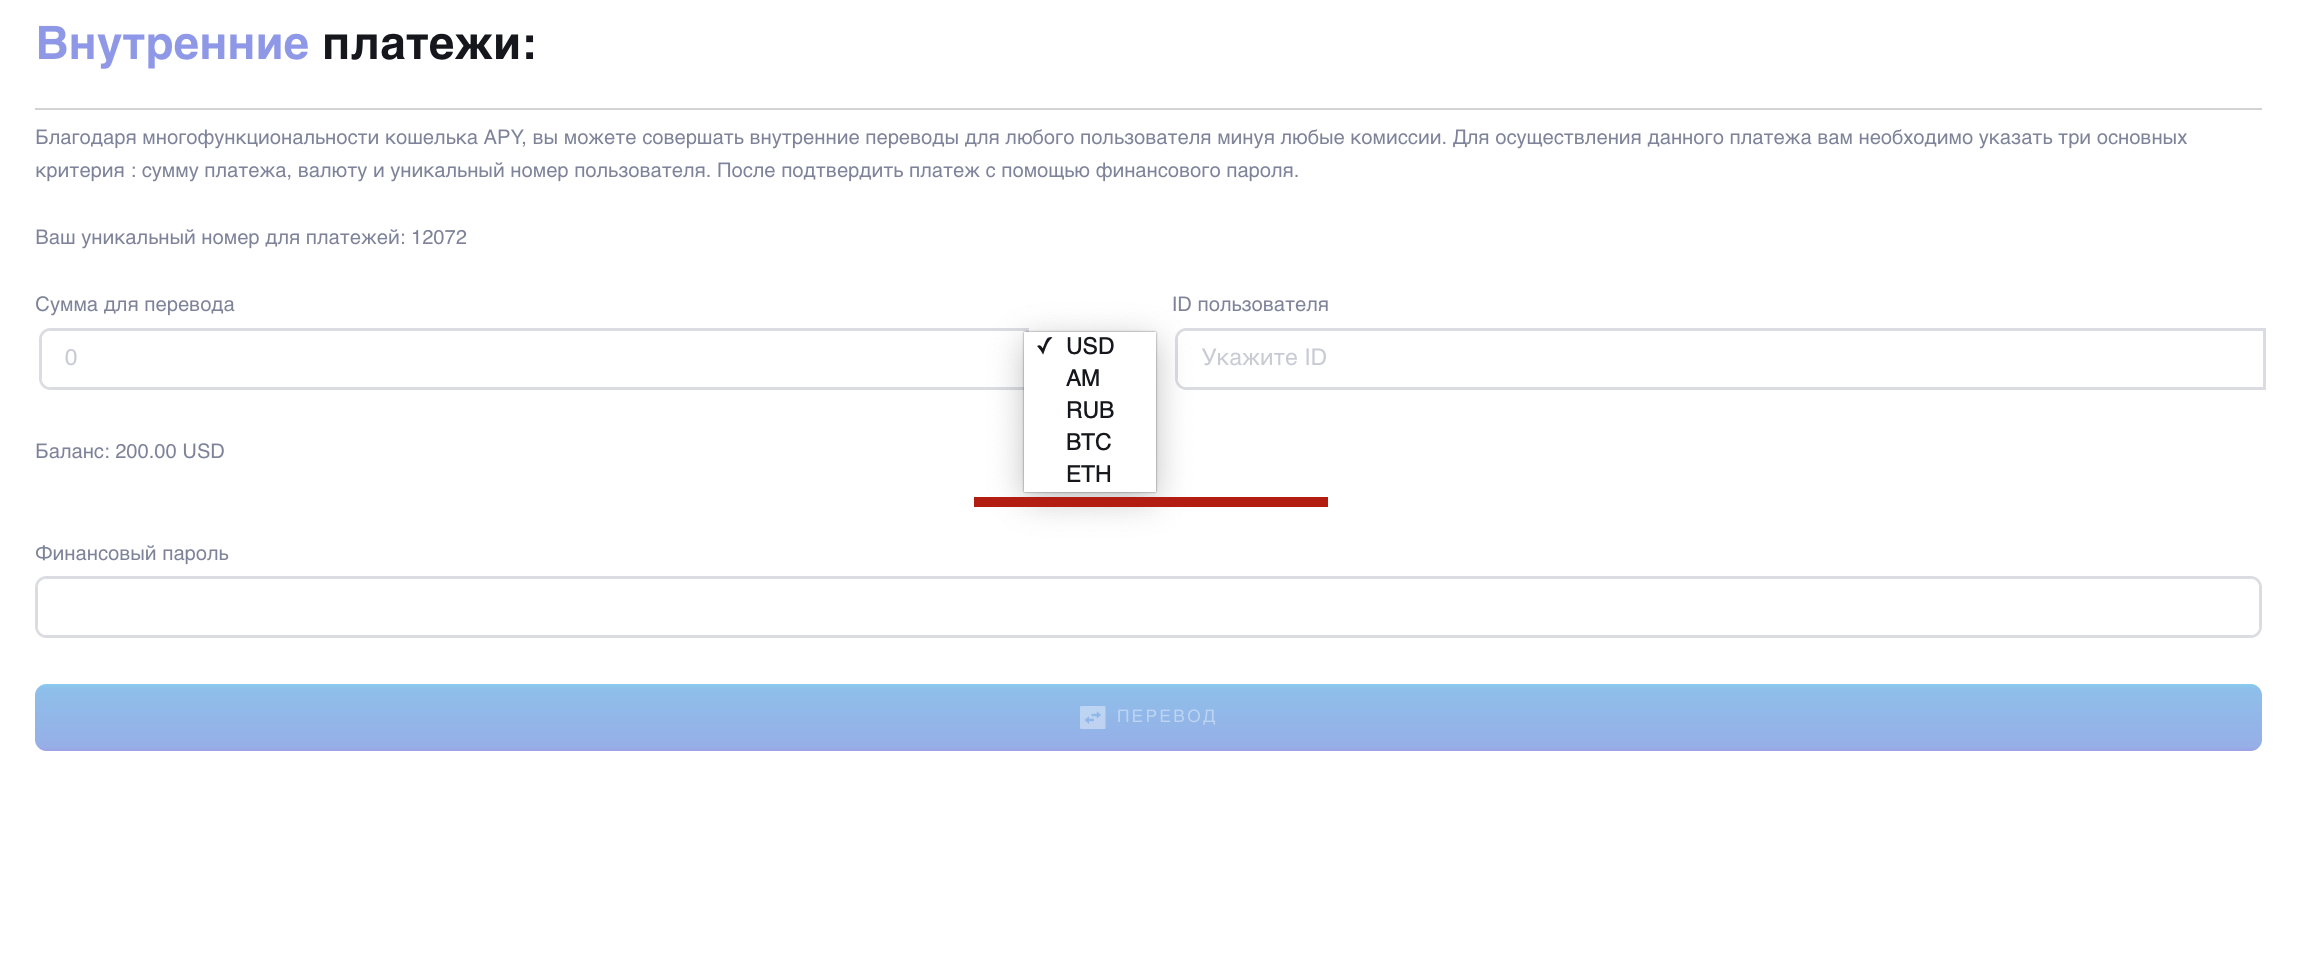 Внутренние платежи:
Благодаря многофункциональности кошелька APY, вы можете совершать внутренние переводы для любого пользователя минуя любые комиссии. Для осуществления данного платежа вам необходимо указать три основных
критерия : сумму платежа, валюту и уникальный номер пользователя. После подтвердить платеж с помощью финансового пароля.
Ваш уникальный номер для платежей: 12072
Сумма для перевода
0
✓ USD
AM
RUB
BTC
ETH
ID пользователя
Укажите ID
Баланс: 200.00 USD
Финансовый пароль
ПЕРЕВОД